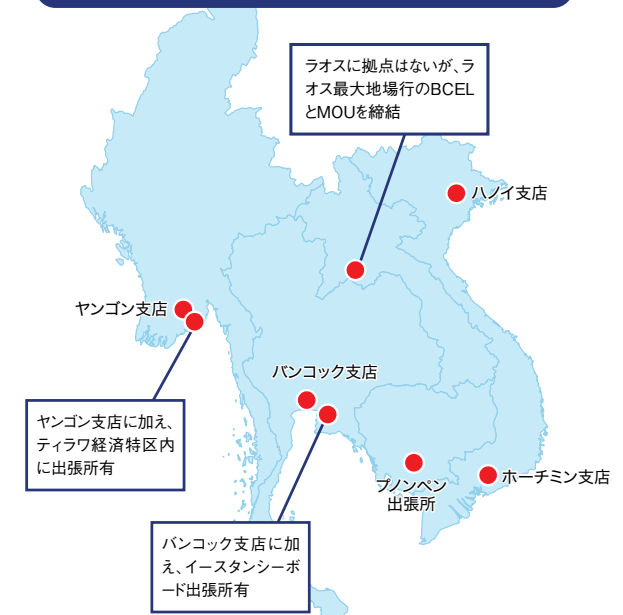 ラオスに拠点はないが、ラ
オス最大地場行のBCEL
とMOUを締結
ハノイ支店
ヤンゴン支店
バンコック支店
ヤンゴン支店に加え、
ティラワ経済特区内
に出張所有
プノンペン
出張所
ホーチミン支店
バンコック支店に加
え、イースタンシーボ
ード出張所有